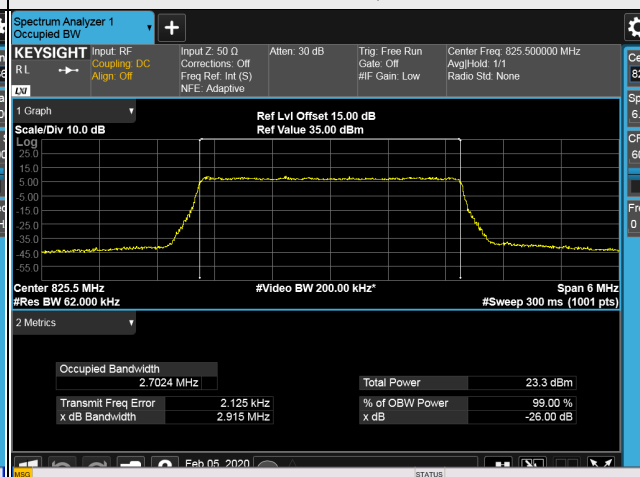 Spectrum Analyzer 1
Occupied BW
+
KEYSIGHT
RL
LXI
Input: RF
Coupling: DC
Align: Off
Input Z: 50 Ω
Corrections: Off
Freq Ref: Int (S)
NFE: Adaptive
Atten: 30 dB
Trig: Free Run
Gate: Off
#IF Gain: Low
Center Freq: 825.500000 MHz
Avg|Hold: 1/1
Radio Std: None
1 Graph
Scale/Div 10.0 dB
Ref Lvl Offset 15.00 dB
Ref Value 35.00 dBm
Log
25.0
15.0
5.00
-5.00
-15.0
-25.0
-35.0
-45.0
-55.0
Center 825.5 MHz
#Res BW 62.000 kHz
#Video BW 200.00 kHz*
Span 6 MHz
#Sweep 300 ms (1001 pts)
2 Metrics
Occupied Bandwidth
2.7024 MHz
Transmit Freq Error 2.125 kHz
x dB Bandwidth 2.915 MHz
Total Power 23.3 dBm
% of OBW Power 99.00 %
x dB -26.00 dB
Feb 05, 2020
MSG
STATUS